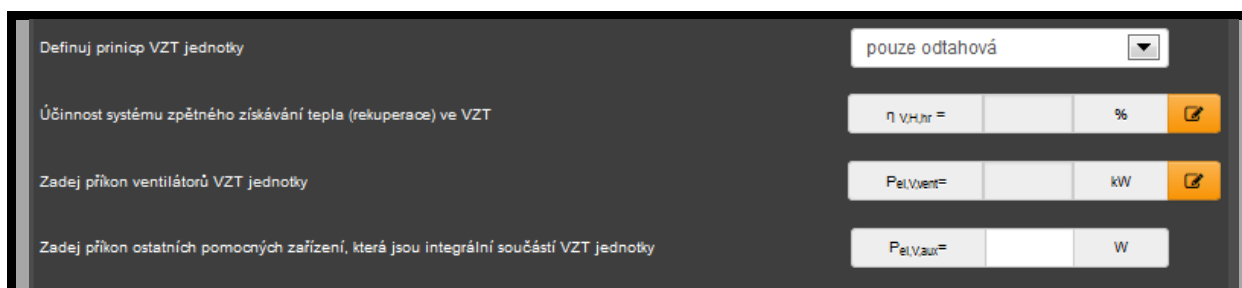 Definuj prinicp VZT jednotky pouze odtahová
Účinnost systému zpětného získávání tepla (rekuperace) ve VZT η V,H,hr = %
Zadej příkon ventilátorů VZT jednotky Pel,V,vent= kW
Zadej příkon ostatních pomocných zařízení, která jsou integrální součástí VZT jednotky Pel,V,aux= W